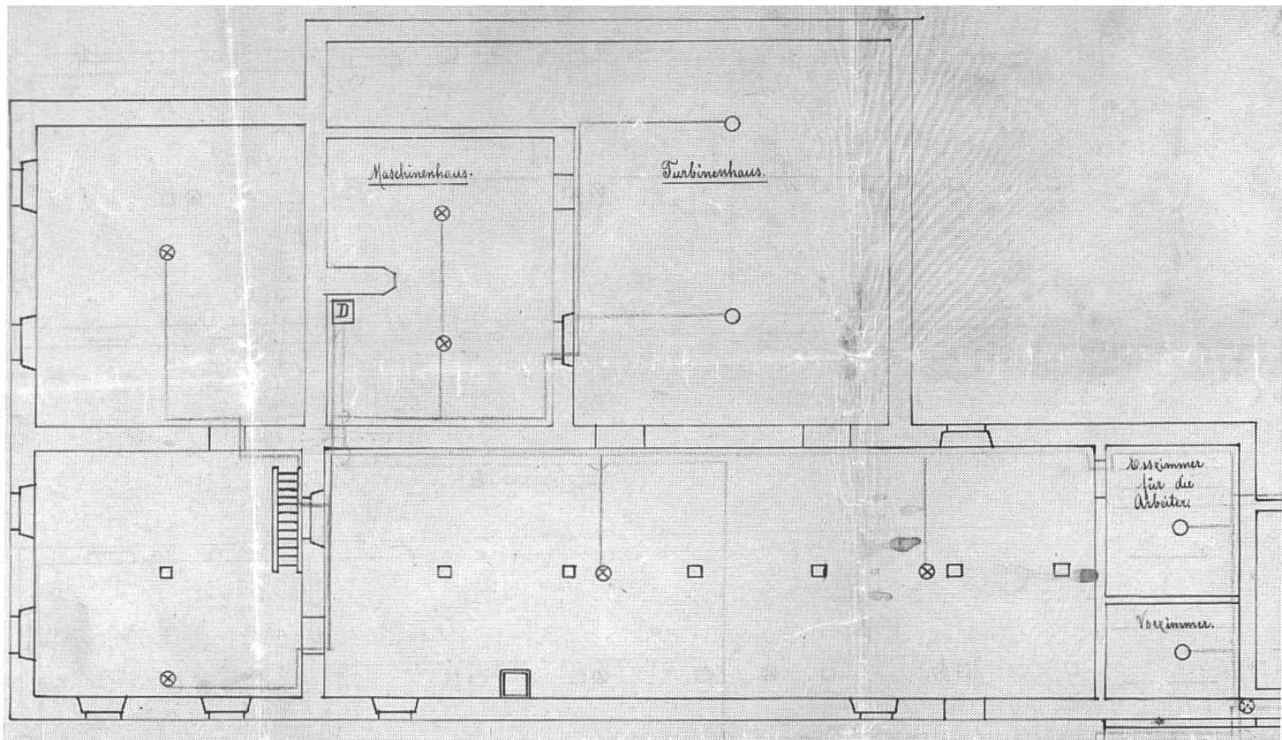 Maschinenhaus.
Turbinenhaus.
D
Esszimmer
für die
Arbeiter.
Vorzimmer.